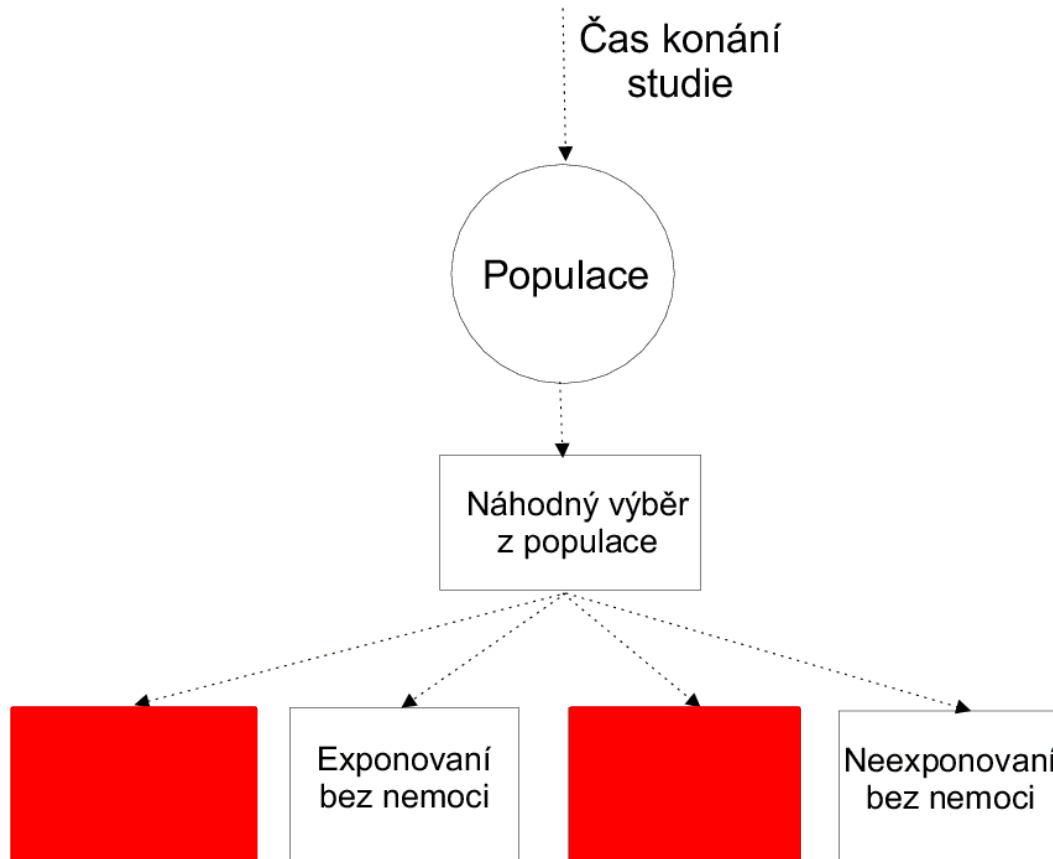 Čas konání
studie
Populace
Náhodný výběr
z populace
Exponovaní
bez nemoci
Neexponovaní
bez nemoci